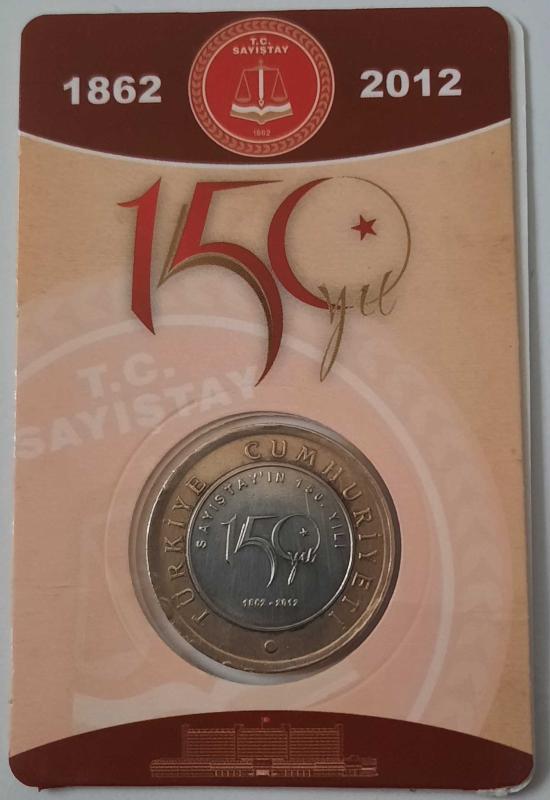 1862
T.C.
SAYIŞTAY
1862
2012
150
yıl
T.C.
SAYIŞTAY
TÜRKİYE CUMHURİYETİ
SAYIŞTAY'IN 150. YILI
150
yıl
1862 - 2012